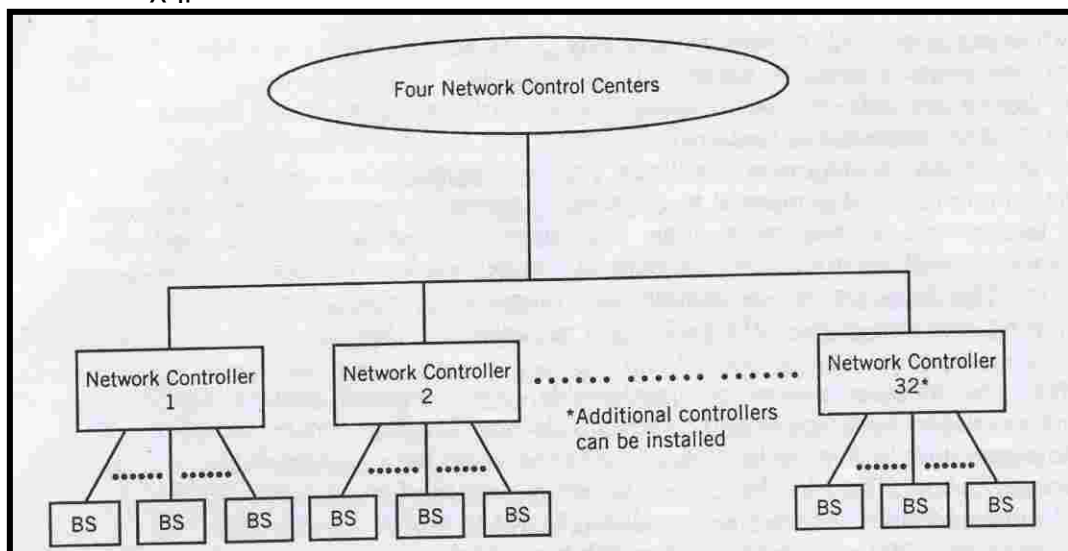 Four Network Control Centers
Network Controller
1
Network Controller
2
Network Controller
32*
*Additional controllers
can be installed
BS
BS
BS
BS
BS
BS
BS
BS
BS